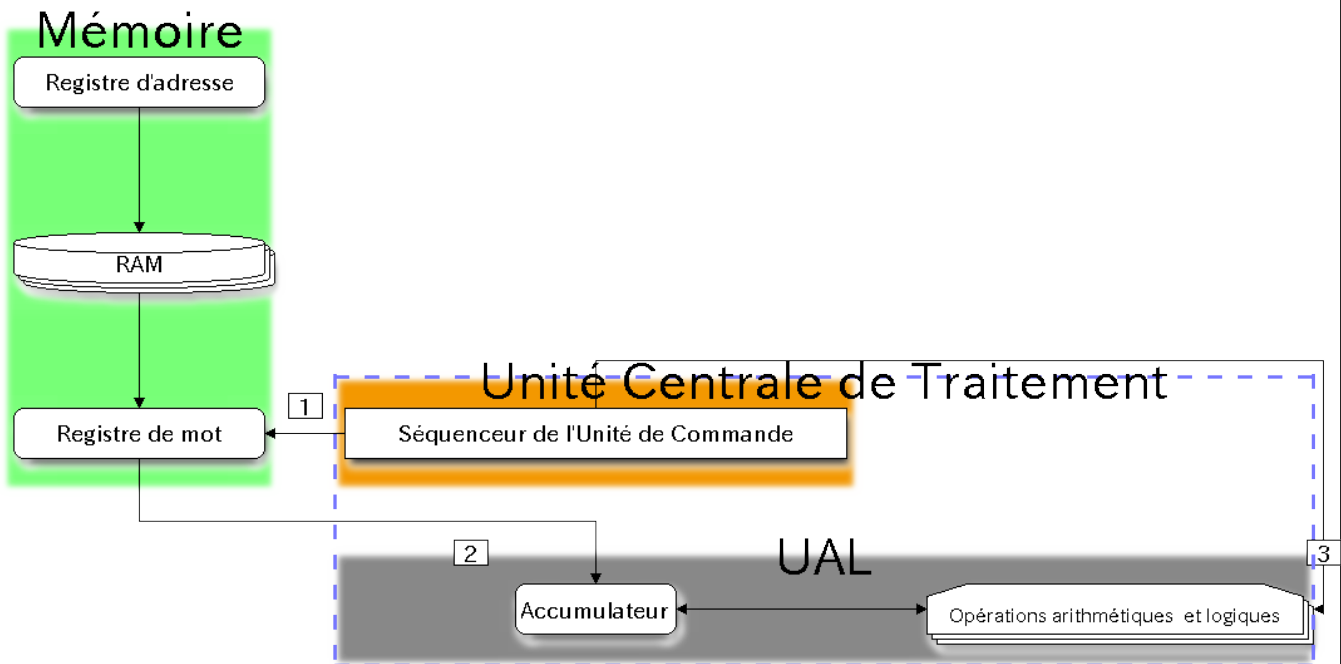 Mémoire
Registre d'adresse
RAM
Unité Centrale de Traitement
1
Registre de mot
Séquenceur de l'Unité de Commande
2
UAL
3
Accumulateur
Opérations arithmétiques et logiques